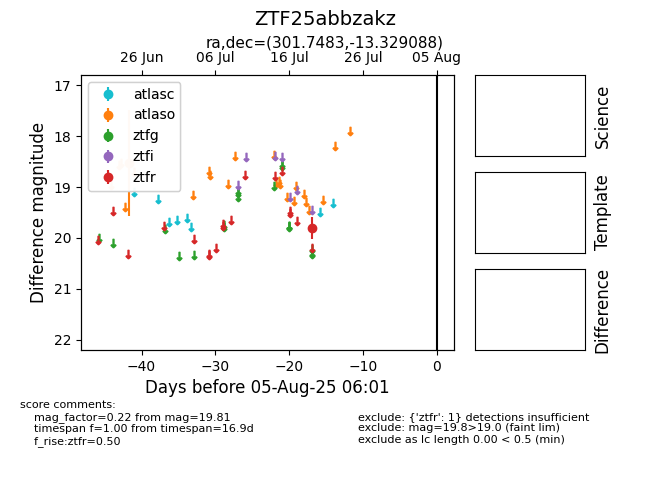 ZTF25abbzakz
ra,dec=(301.7483,-13.329088)
26 Jun 06 Jul 16 Jul 26 Jul 05 Aug
17
18
19
20
21
22
Difference magnitude
atlasc
atlaso
ztfg
ztfi
ztfr
−40 −30 −20 −10 0
Days before 05-Aug-25 06:01
Science
Template
Difference
score comments:
mag_factor=0.22 from mag=19.81
timespan f=1.00 from timespan=16.9d
f_rise:ztfr=0.50
exclude: {'ztfr': 1} detections insufficient
exclude: mag=19.8>19.0 (faint lim)
exclude as lc length 0.00 < 0.5 (min)